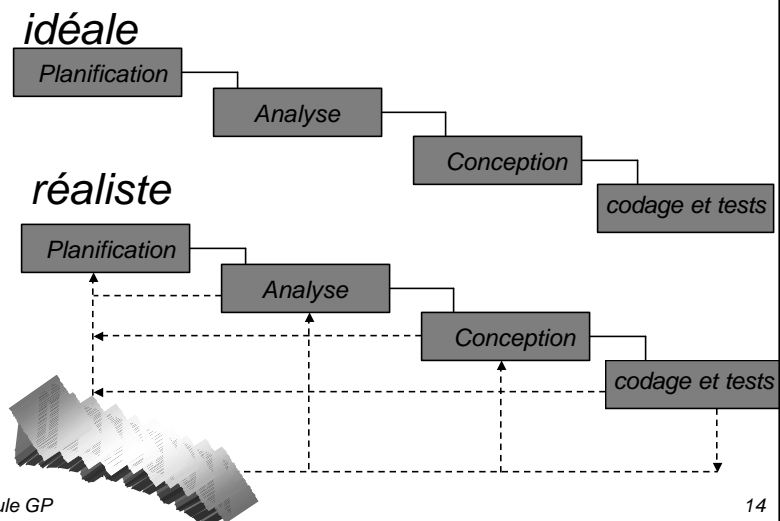 idéale
Planification
Analyse
Conception
codage et tests
réaliste
Planification
Analyse
Conception
codage et tests
ule GP
14